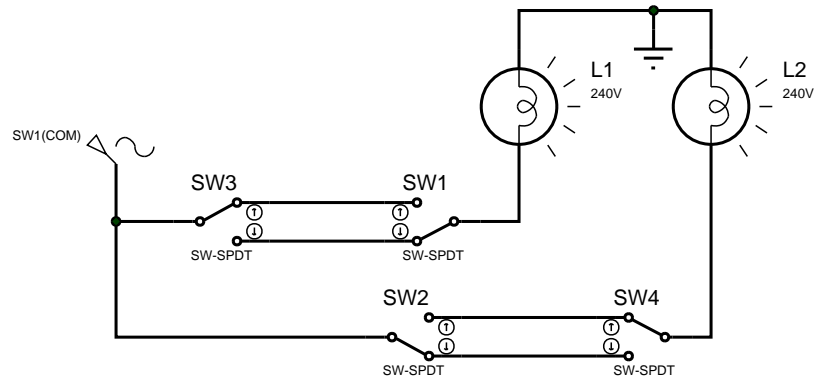 L1
240V
L2
240V
SW1(COM)
SW3
SW1
SW-SPDT
SW-SPDT
SW2
SW4
SW-SPDT
SW-SPDT